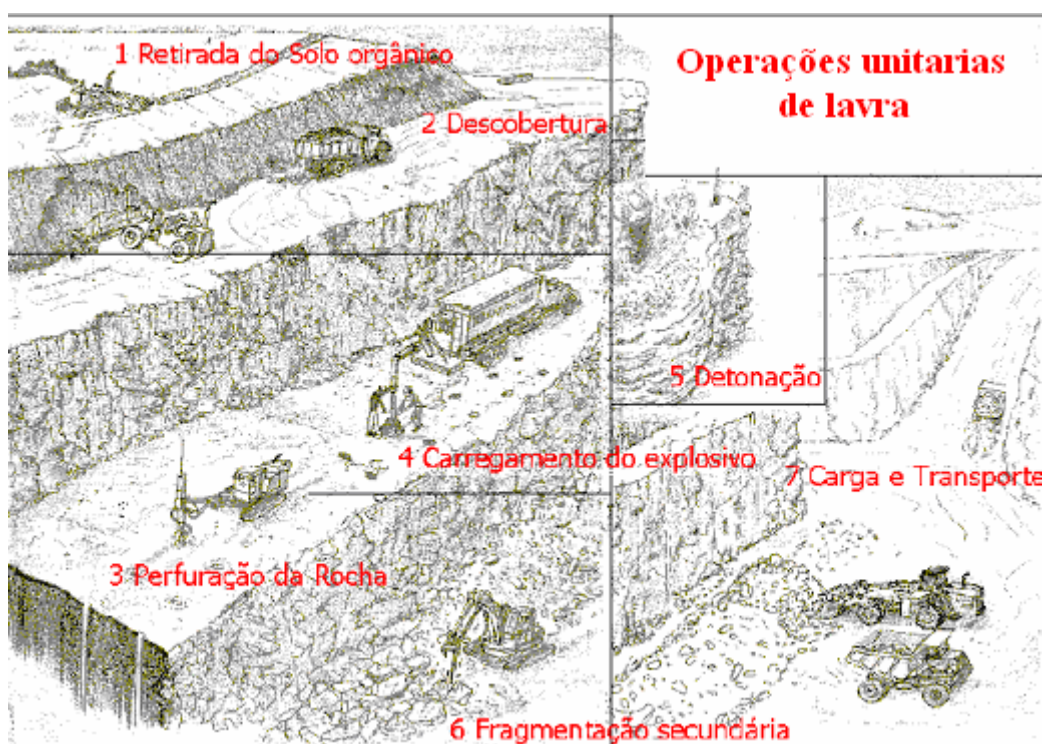 Operações unitarias
de lavra
1 Retirada do Solo orgânico
2 Descobertura
3 Perfuração da Rocha
4 Carregamento do explosivo
5 Detonação
6 Fragmentação secundária
7 Carga e Transporte